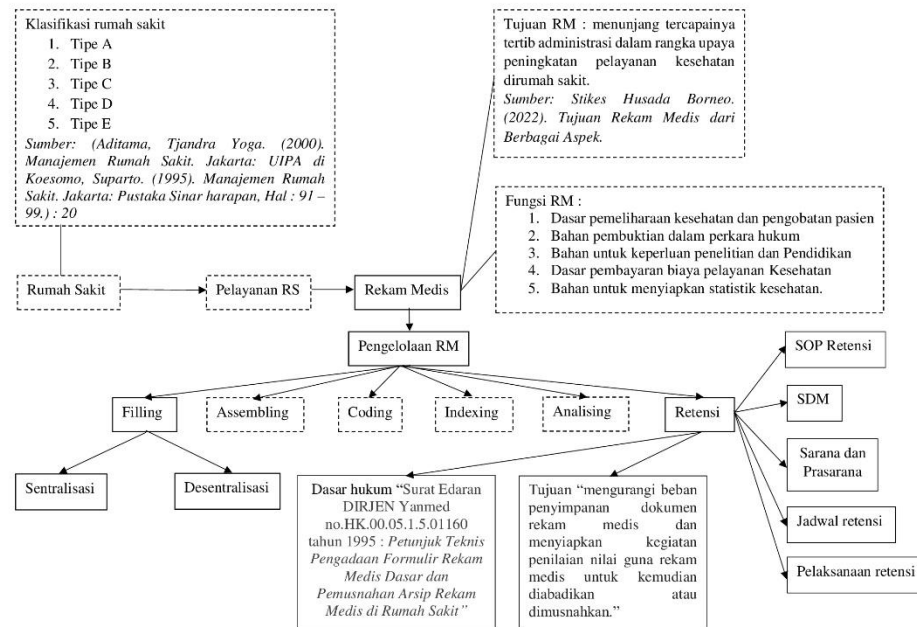 Klasifikasi rumah sakit
1. Tipe A
2. Tipe B
3. Tipe C
4. Tipe D
5. Tipe E
Sumber: (Aditama, Tjandra Yoga. (2000).
Manajemen Rumah Sakit. Jakarta: UIPA di
Koesomo, Suparto. (1995). Manajemen Rumah
Sakit. Jakarta: Pustaka Sinar harapan, Hal : 91 –
99.) : 20
Tujuan RM : menunjang tercapainya
tertib administrasi dalam rangka upaya
peningkatan pelayanan kesehatan
dirumah sakit.
Sumber: Stikes Husada Borneo.
(2022). Tujuan Rekam Medis dari
Berbagai Aspek.
Fungsi RM :
1. Dasar pemeliharaan kesehatan dan pengobatan pasien
2. Bahan pembuktian dalam perkara hukum
3. Bahan untuk keperluan penelitian dan Pendidikan
4. Dasar pembayaran biaya pelayanan Kesehatan
5. Bahan untuk menyiapkan statistik kesehatan.
Rumah Sakit
Pelayanan RS
Rekam Medis
Pengelolaan RM
Filling
Assembling
Coding
Indexing
Analising
Retensi
SOP Retensi
SDM
Sarana dan
Prasarana
Jadwal retensi
Pelaksanaan retensi
Sentralisasi
Desentralisasi
Dasar hukum “Surat Edaran
DIRJEN Yanmed
no.HK.00.05.1.5.01160
tahun 1995 : Petunjuk Teknis
Pengadaan Formulir Rekam
Medis Dasar dan
Pemusnahan Arsip Rekam
Medis di Rumah Sakit”
Tujuan “mengurangi beban
penyimpanan dokumen
rekam medis dan
menyiapkan kegiatan
penilaian nilai guna rekam
medis untuk kemudian
diabadikan atau
dimusnahkan.”